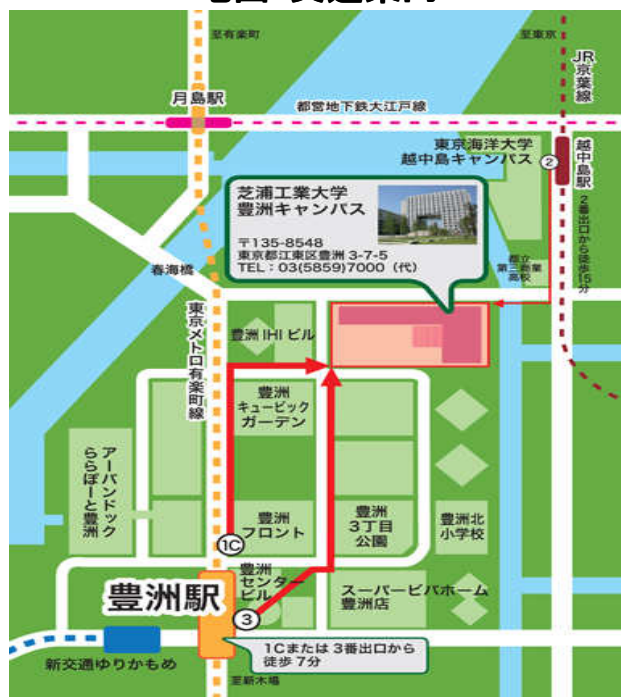 至有楽町
至東京
JR京葉線
月島駅
都営地下鉄大江戸線
東京海洋大学
越中島キャンパス
2
越中島駅
2番出口から徒歩15分
芝浦工業大学
豊洲キャンパス
〒135-8548
東京都江東区豊洲 3-7-5
TEL：03(5859)7000（代）
都立
第三商業
高校
春海橋
東京メトロ有楽町線
豊洲 IHI ビル
豊洲
キュービック
ガーデン
アーバンドック
ららぽーと豊洲
豊洲
フロント
豊洲
3丁目
公園
豊洲北
小学校
1C
豊洲
センター
ビル
豊洲駅
3
スーパービバホーム
豊洲店
新交通ゆりかもめ
1Cまたは 3番出口から
徒歩 7分
至新木場